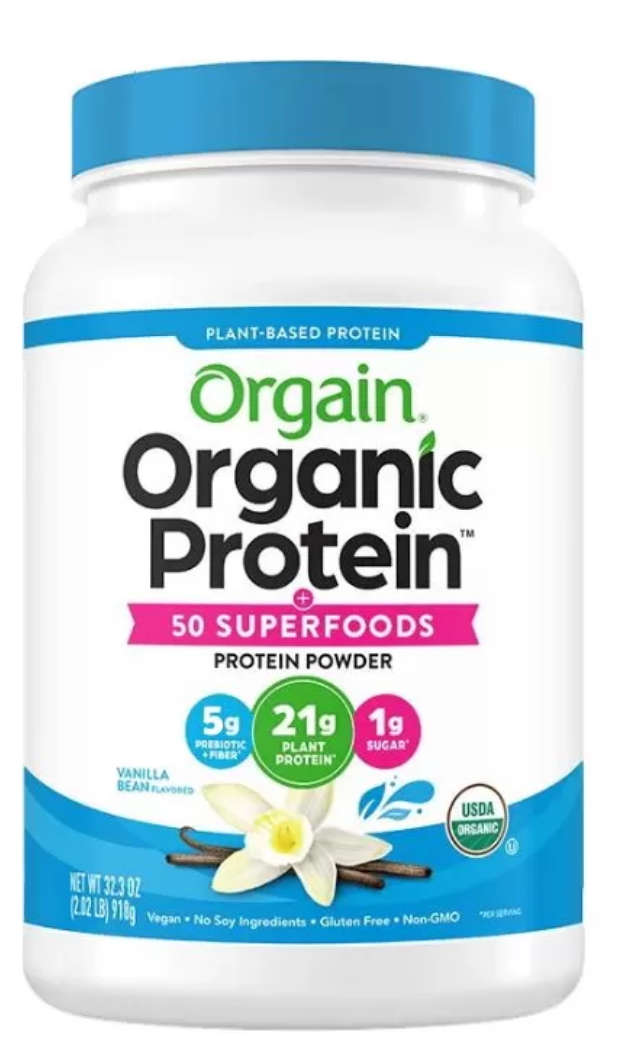 PLANT-BASED PROTEIN
Orgain®
Organic
Protein™
+
50 SUPERFOODS
PROTEIN POWDER
5g
PREBIOTIC
+ FIBER*
21g
PLANT
PROTEIN*
1g
SUGAR*
VANILLA
BEAN FLAVORED
USDA
ORGANIC
U
NET WT 32.3 OZ
(2.02 LB) 918g
Vegan • No Soy Ingredients • Gluten Free • Non-GMO
*PER SERVING